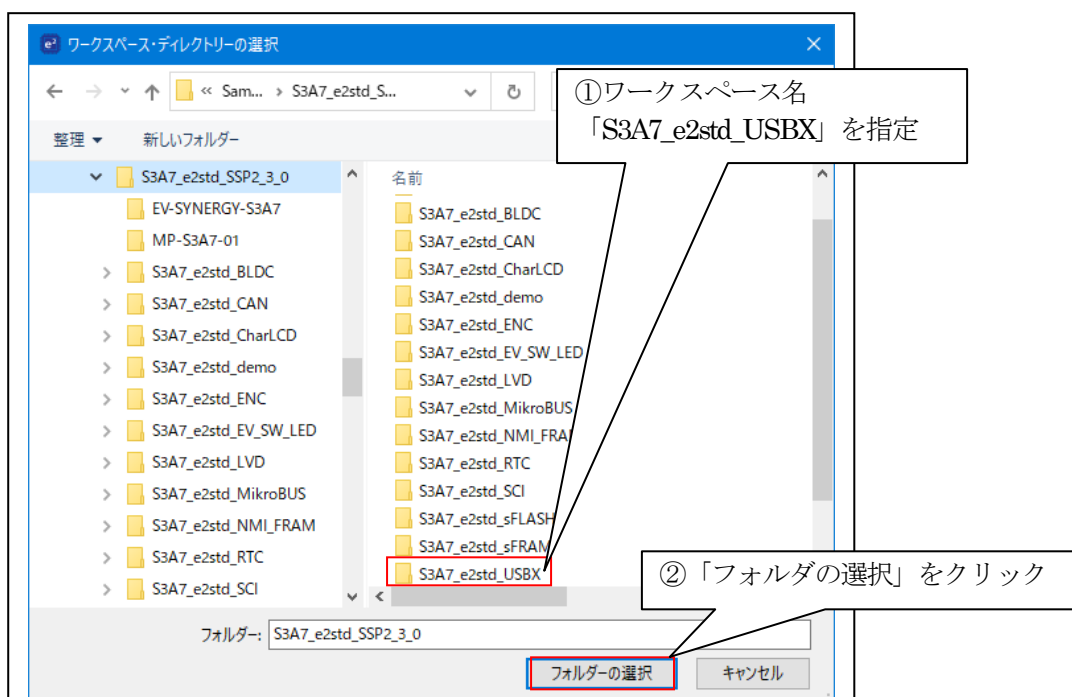 e² ワークスペース・ディレクトリーの選択
« Sam... › S3A7_e2std_S...
①ワークスペース名
「S3A7_e2std_USBX」を指定
整理 新しいフォルダー
S3A7_e2std_SSP2_3_0
EV-SYNERGY-S3A7
MP-S3A7-01
S3A7_e2std_BLDC
S3A7_e2std_CAN
S3A7_e2std_CharLCD
S3A7_e2std_demo
S3A7_e2std_ENC
S3A7_e2std_EV_SW_LED
S3A7_e2std_LVD
S3A7_e2std_MikroBUS
S3A7_e2std_NMI_FRAM
S3A7_e2std_RTC
S3A7_e2std_SCI
名前
S3A7_e2std_BLDC
S3A7_e2std_CAN
S3A7_e2std_CharLCD
S3A7_e2std_demo
S3A7_e2std_ENC
S3A7_e2std_EV_SW_LED
S3A7_e2std_LVD
S3A7_e2std_MikroBUS
S3A7_e2std_NMI_FRAM
S3A7_e2std_RTC
S3A7_e2std_SCI
S3A7_e2std_sFLASH
S3A7_e2std_sFRAM
S3A7_e2std_USBX
②「フォルダの選択」をクリック
フォルダー: S3A7_e2std_SSP2_3_0
フォルダーの選択 キャンセル